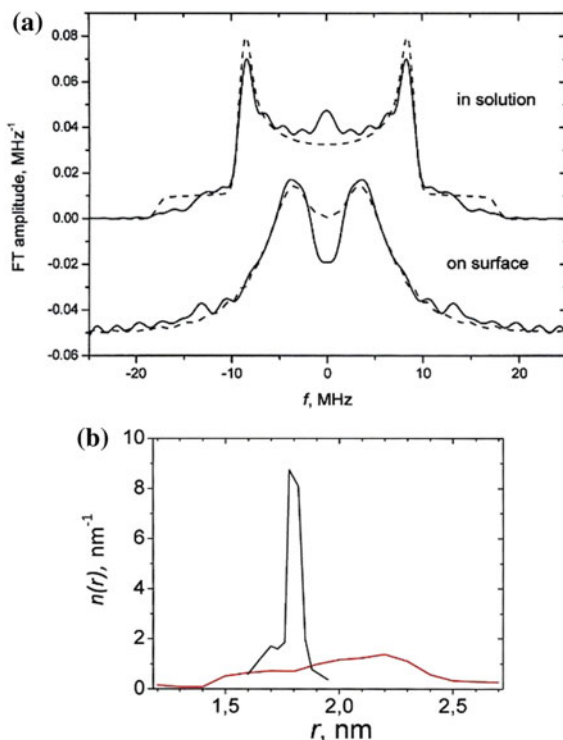 (a)
0.08
0.06
0.04
0.02
0.00
-0.02
-0.04
-0.06
FT amplitude, MHz-1
in solution
on surface
-20
-10
0
10
20
f, MHz
(b)
10
8
6
4
2
0
n(r), nm-1
1,5
2,0
2,5
r, nm